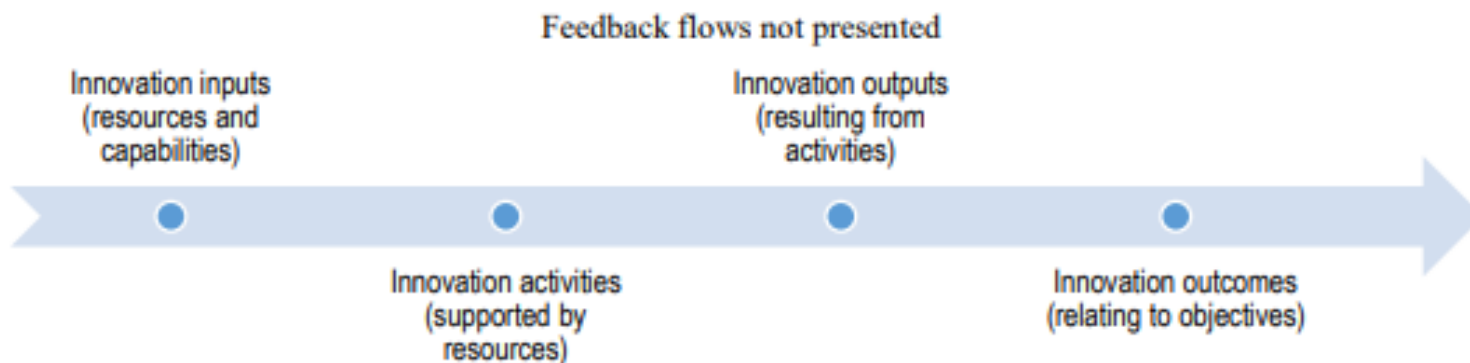 Feedback flows not presented
Innovation inputs
(resources and
capabilities)
Innovation activities
(supported by
resources)
Innovation outputs
(resulting from
activities)
Innovation outcomes
(relating to objectives)